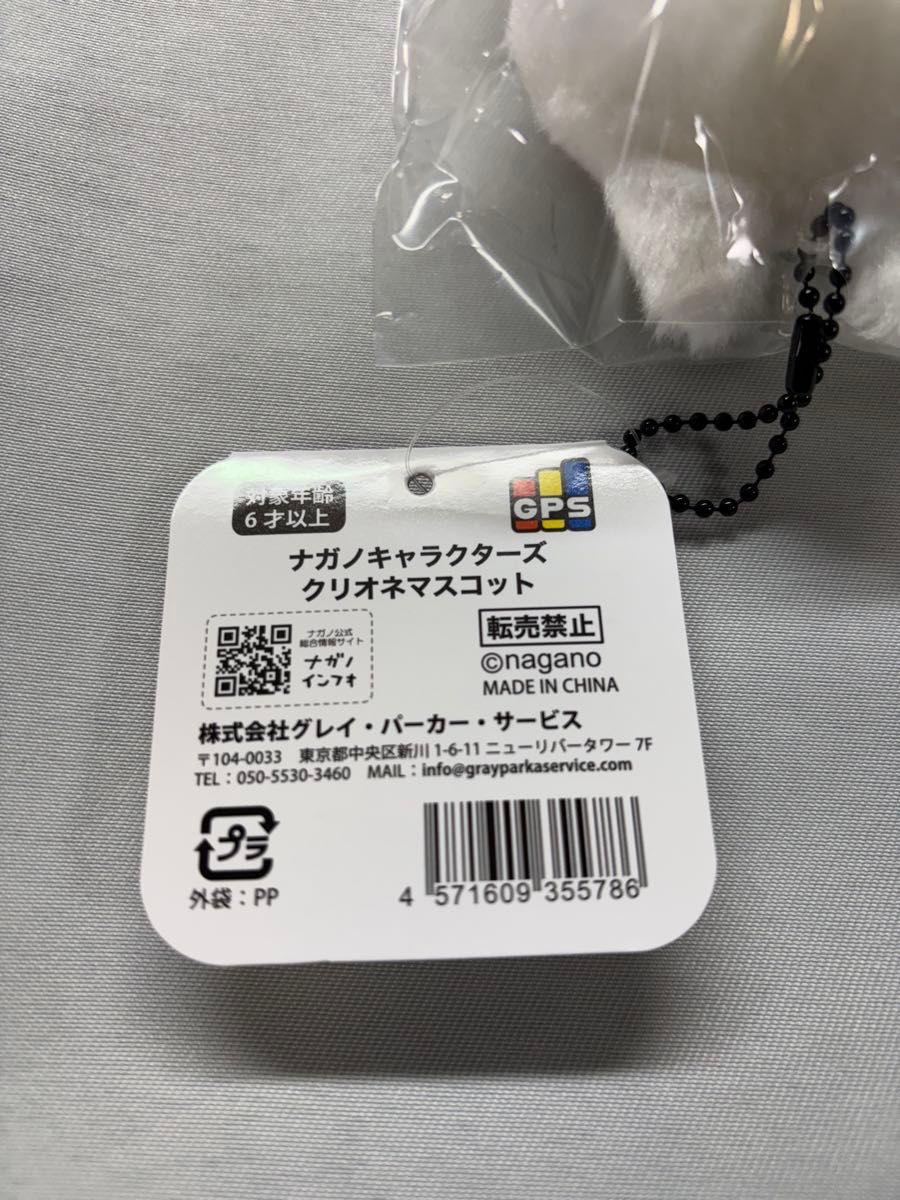 対象年齢
6才以上
GPS
ナガノキャラクターズ
クリオネマスコット
ナガノ公式
総合情報サイト
ナガノ
インフォ
転売禁止
©nagano
MADE IN CHINA
株式会社グレイ・パーカー・サービス
〒104-0033 東京都中央区新川1-6-11ニューリバータワー7F
TEL：050-5530-3460 MAIL：info@grayparkaservice.com
プラ
外袋：PP
4 571609 355786